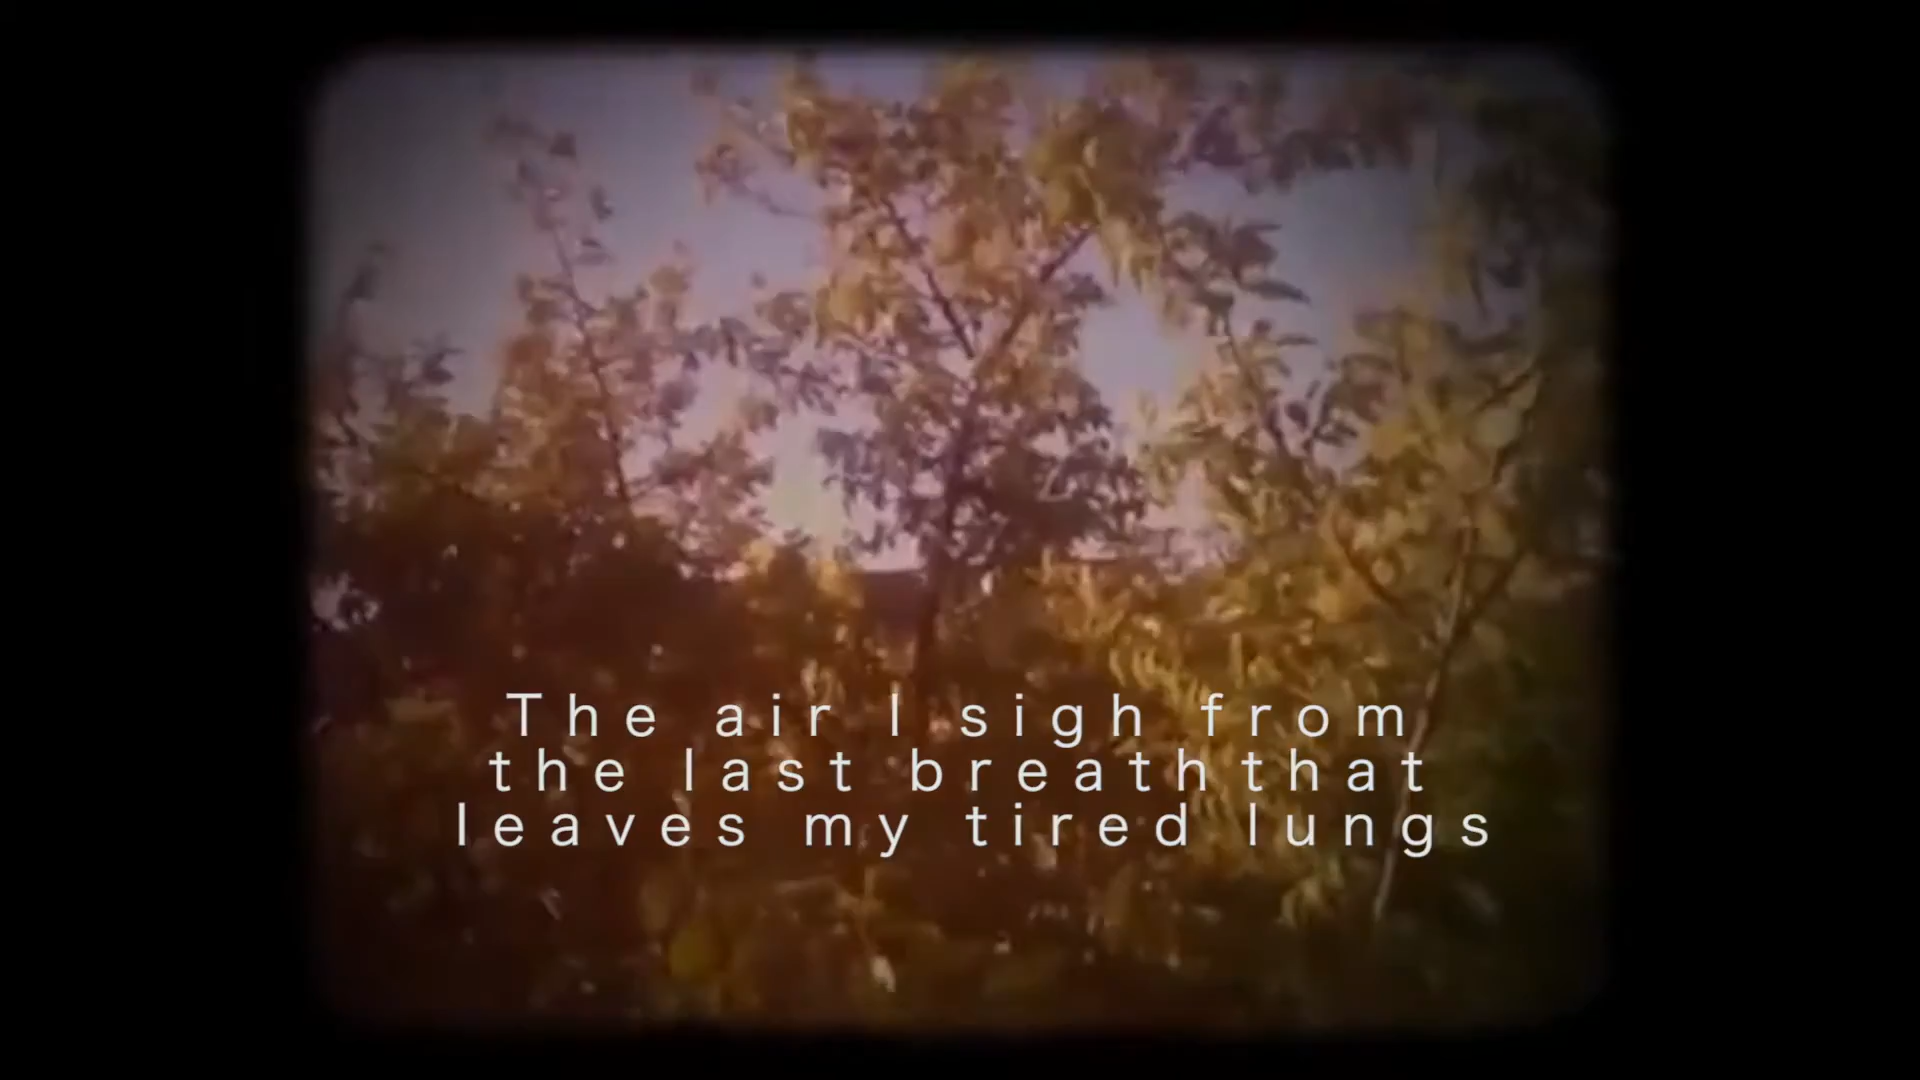 The air I sigh from
the last breaththat
leaves my tired lungs